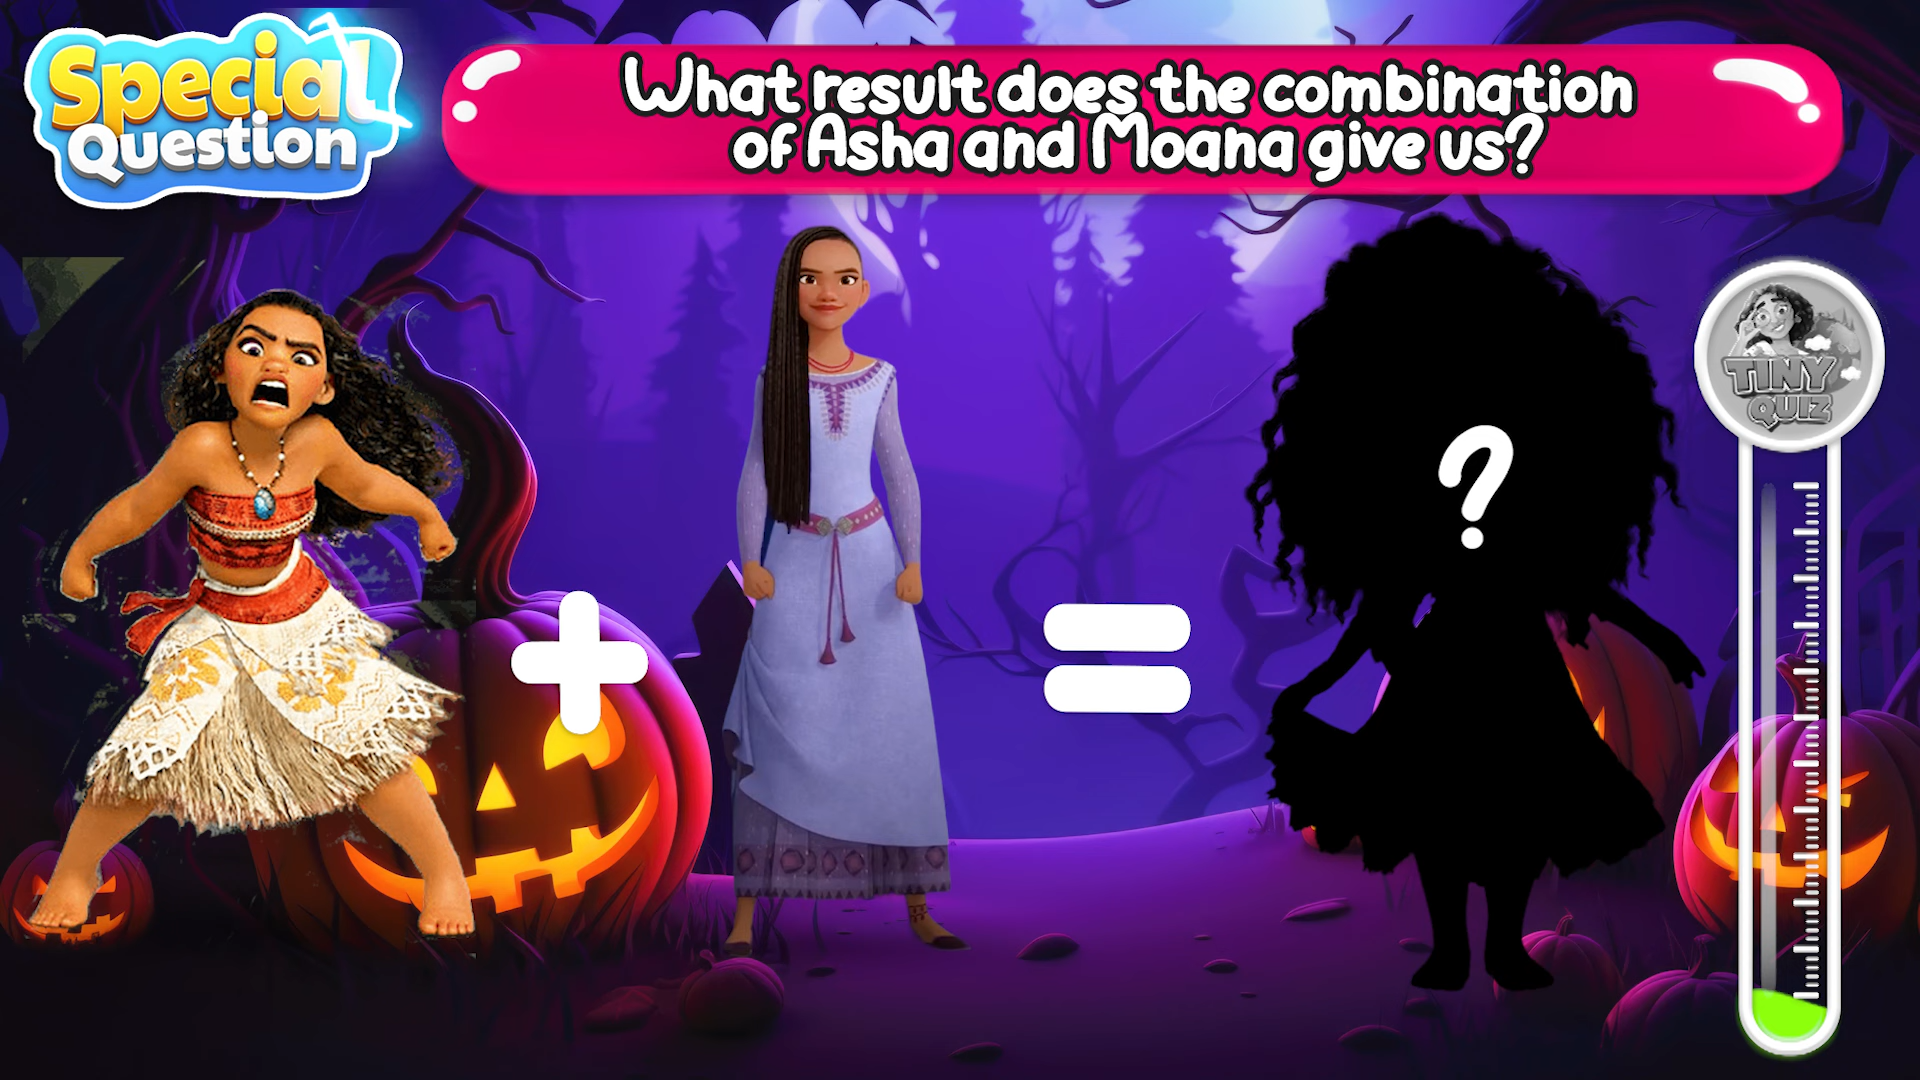 Special
Question
What result does the combination
of Asha and Moana give us?
?
TINY
QUIZ